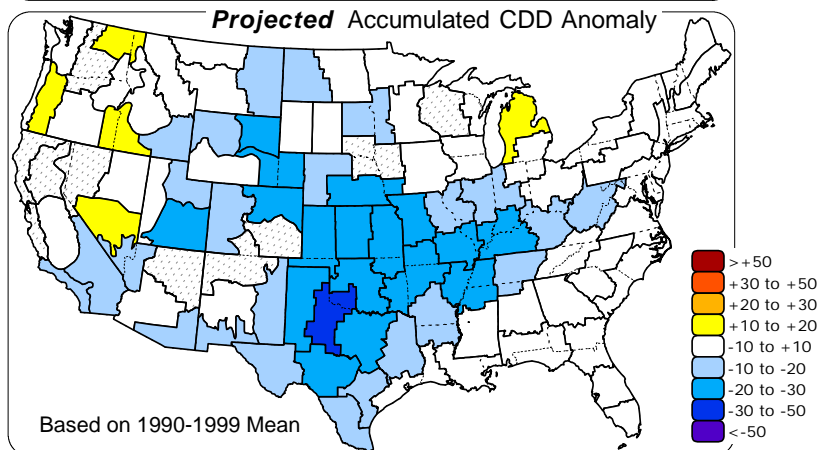 Projected Accumulated CDD Anomaly
>+50
+30 to +50
+20 to +30
+10 to +20
-10 to +10
-10 to -20
-20 to -30
-30 to -50
<-50
Based on 1990-1999 Mean